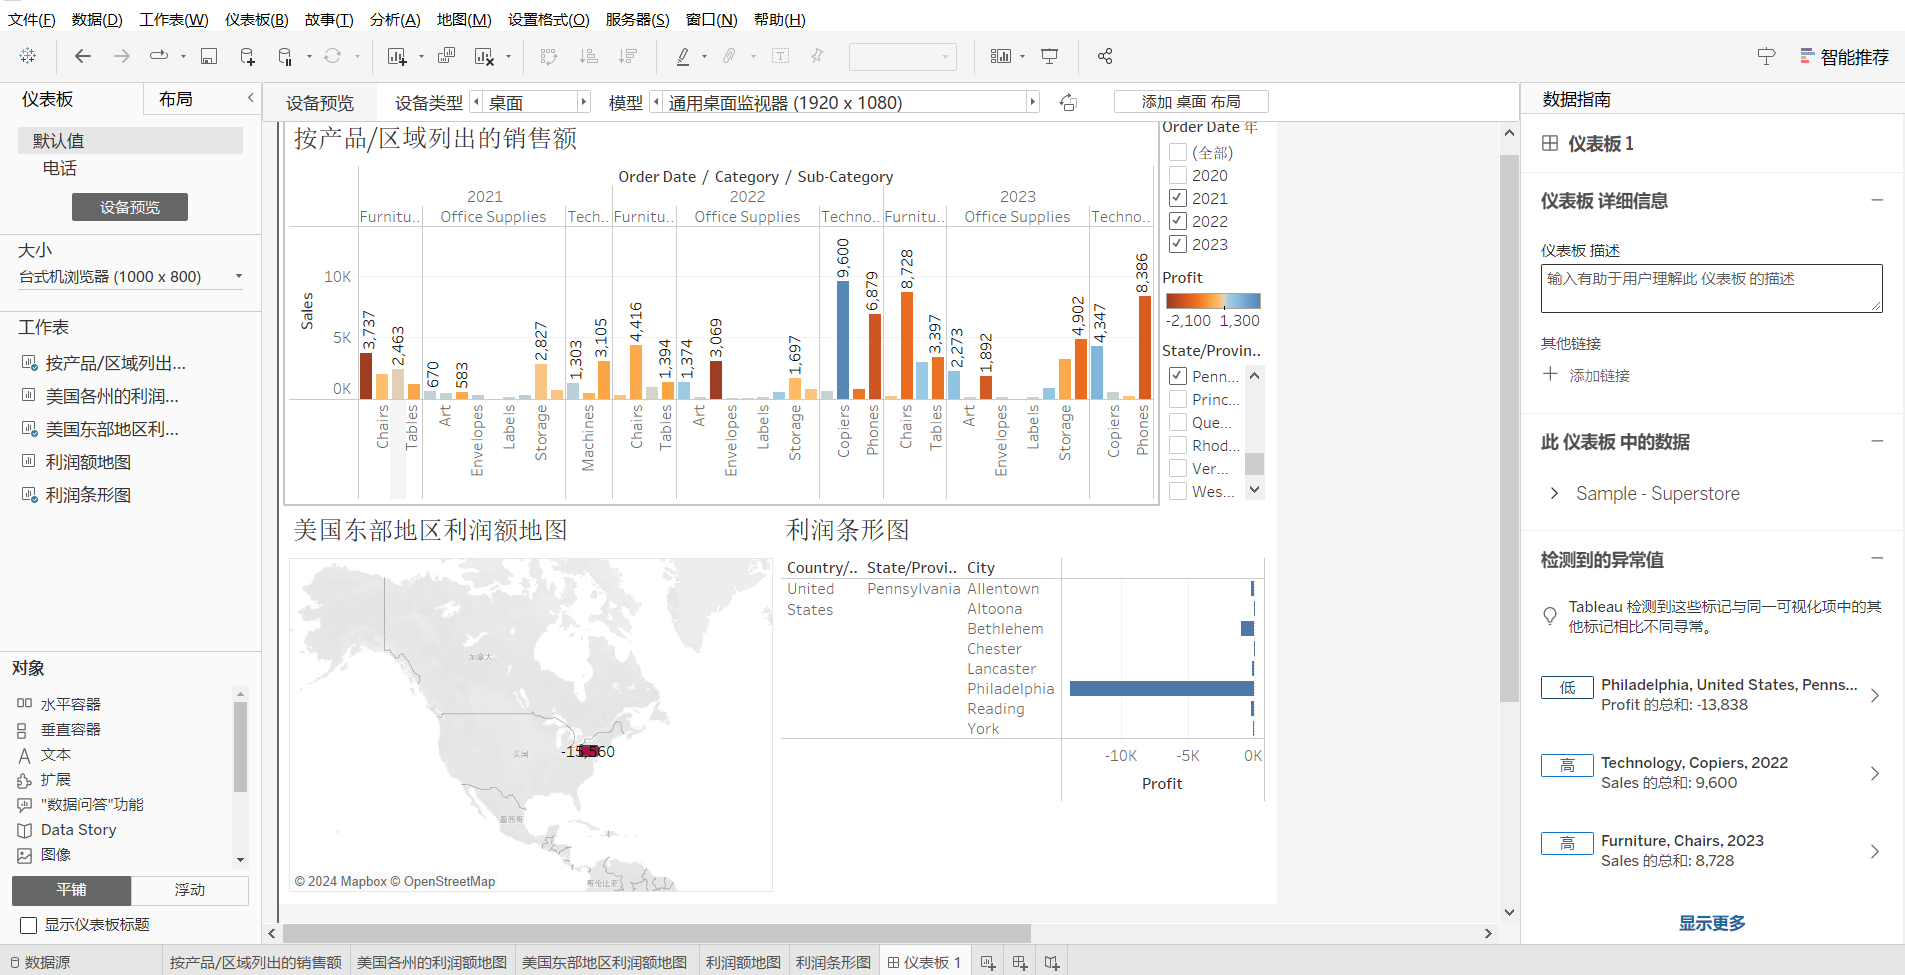 文件(F) 数据(D) 工作表(W) 仪表板(B) 故事(T) 分析(A) 地图(M) 设置格式(O) 服务器(S) 窗口(N) 帮助(H)
智能推荐
仪表板 布局
默认值
电话
设备预览
大小
台式机浏览器 (1000 x 800)
工作表
按产品/区域列出...
美国各州的利润...
美国东部地区利...
利润额地图
利润条形图
对象
水平容器
垂直容器
文本
扩展
"数据问答"功能
Data Story
图像
平铺 浮动
显示仪表板标题
设备预览 设备类型 桌面 模型 通用桌面监视器 (1920 x 1080) 添加 桌面 布局
按产品/区域列出的销售额
Order Date / Category / Sub-Category
2021 2022 2023
Furnitu.. Office Supplies Tech.. Furnitu.. Office Supplies Techno.. Furnitu.. Office Supplies Techno..
Sales
10K
5K
0K
3,737 2,463 670 583 2,827 1,303 3,105 4,416 1,394 1,374 3,069 1,697 9,600 6,879 8,728 3,397 2,273 1,892 4,902 4,347 8,386
Chairs Tables Art Envelopes Labels Storage Machines Chairs Tables Art Envelopes Labels Storage Copiers Phones Chairs Tables Art Envelopes Labels Storage Copiers Phones
Order Date 年
(全部)
2020
2021
2022
2023
Profit
-2,100 1,300
State/Provin..
Penn...
Princ...
Que...
Rhod...
Ver...
Wes...
美国东部地区利润额地图
加拿大
美国
-15,560
墨西哥
哥伦比亚
© 2024 Mapbox © OpenStreetMap
利润条形图
Country/.. State/Provi.. City
United States Pennsylvania Allentown
Altoona
Bethlehem
Chester
Lancaster
Philadelphia
Reading
York
-10K -5K 0K
Profit
数据指南
仪表板 1
仪表板 详细信息
仪表板 描述
输入有助于用户理解此 仪表板 的描述
其他链接
添加链接
此 仪表板 中的数据
Sample - Superstore
检测到的异常值
Tableau 检测到这些标记与同一可视化项中的其
他标记相比不同寻常。
低 Philadelphia, United States, Penns...
Profit 的总和: -13,838
高 Technology, Copiers, 2022
Sales 的总和: 9,600
高 Furniture, Chairs, 2023
Sales 的总和: 8,728
显示更多
数据源 按产品/区域列出的销售额 美国各州的利润额地图 美国东部地区利润额地图 利润额地图 利润条形图 仪表板 1